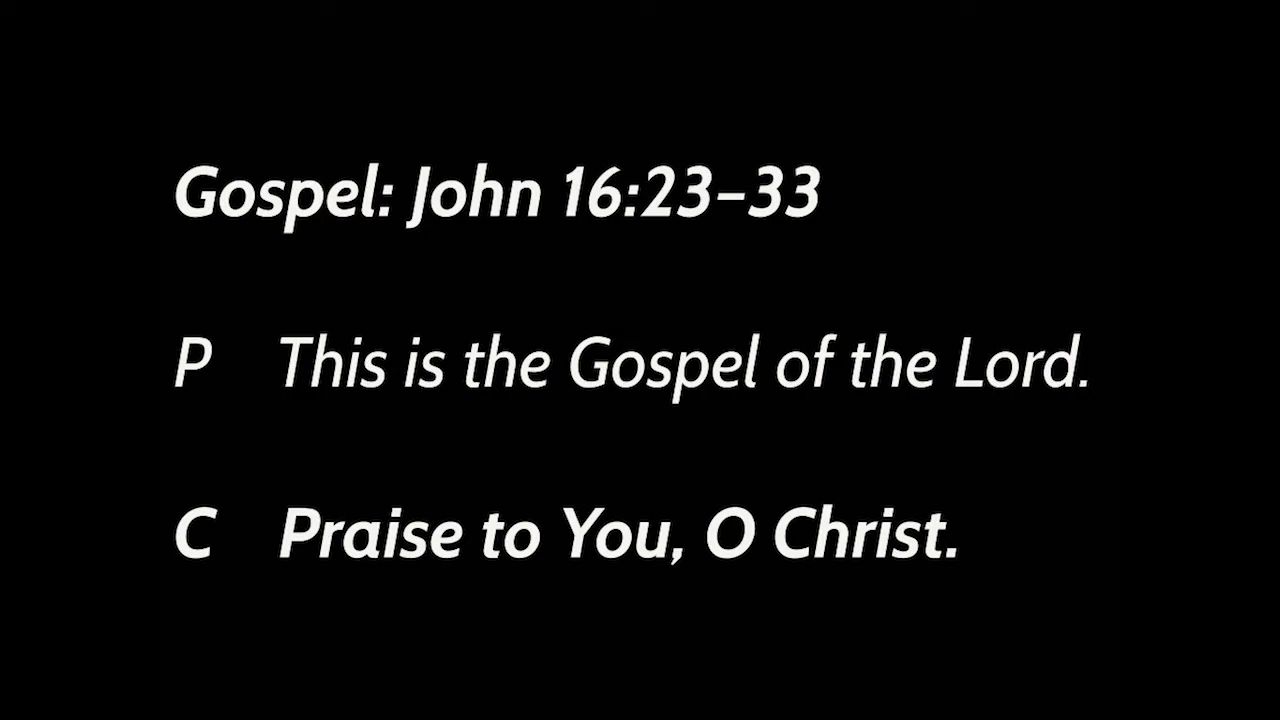 Gospel: John 16:23–33
P This is the Gospel of the Lord.
C Praise to You, O Christ.